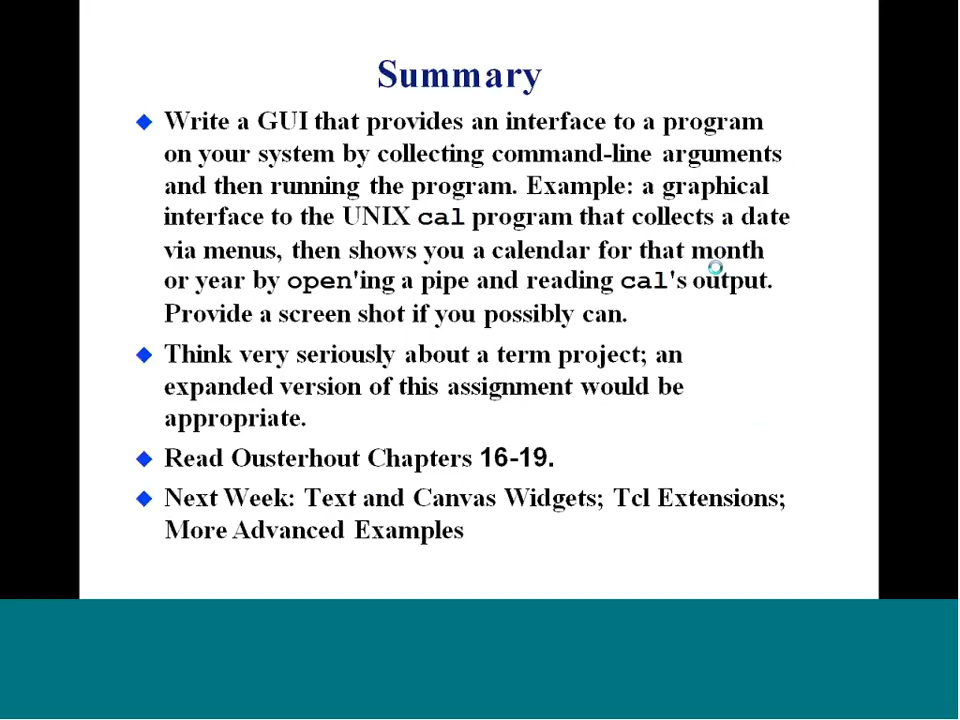 Summary
Write a GUI that provides an interface to a program
on your system by collecting command-line arguments
and then running the program. Example: a graphical
interface to the UNIX cal program that collects a date
via menus, then shows you a calendar for that month
or year by open'ing a pipe and reading cal's output.
Provide a screen shot if you possibly can.
Think very seriously about a term project; an
expanded version of this assignment would be
appropriate.
Read Ousterhout Chapters 16-19.
Next Week: Text and Canvas Widgets; Tcl Extensions;
More Advanced Examples